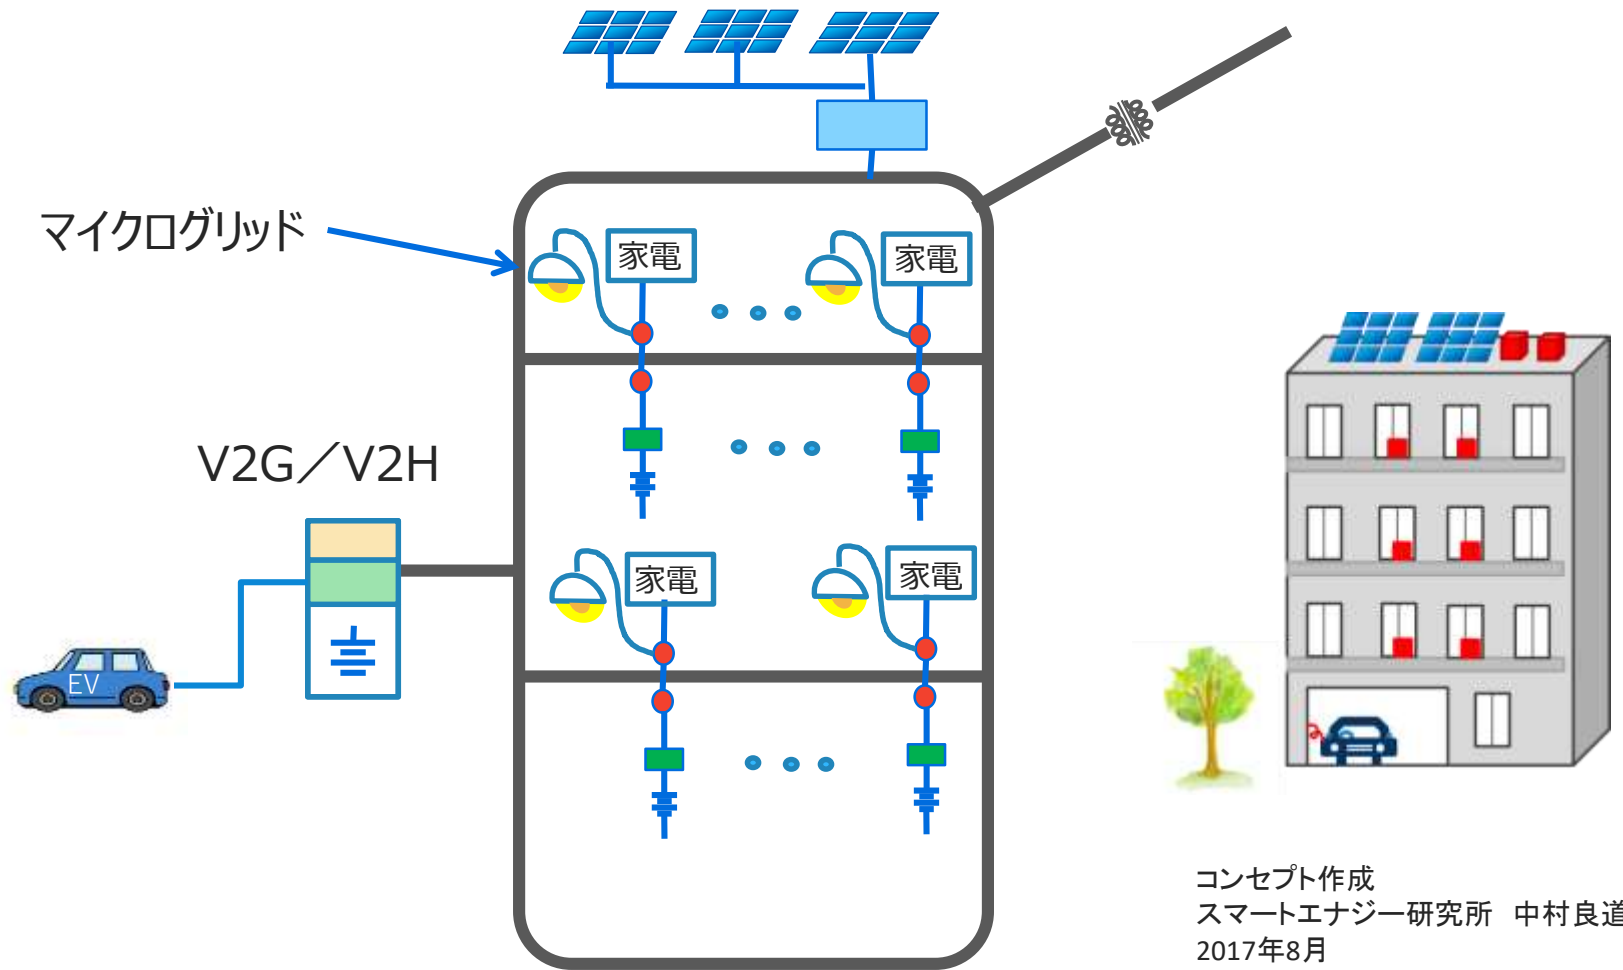 マイクログリッド
家電
家電
V2G／V2H
家電
家電
EV
コンセプト作成
スマートエナジー研究所　中村良道
2017年8月